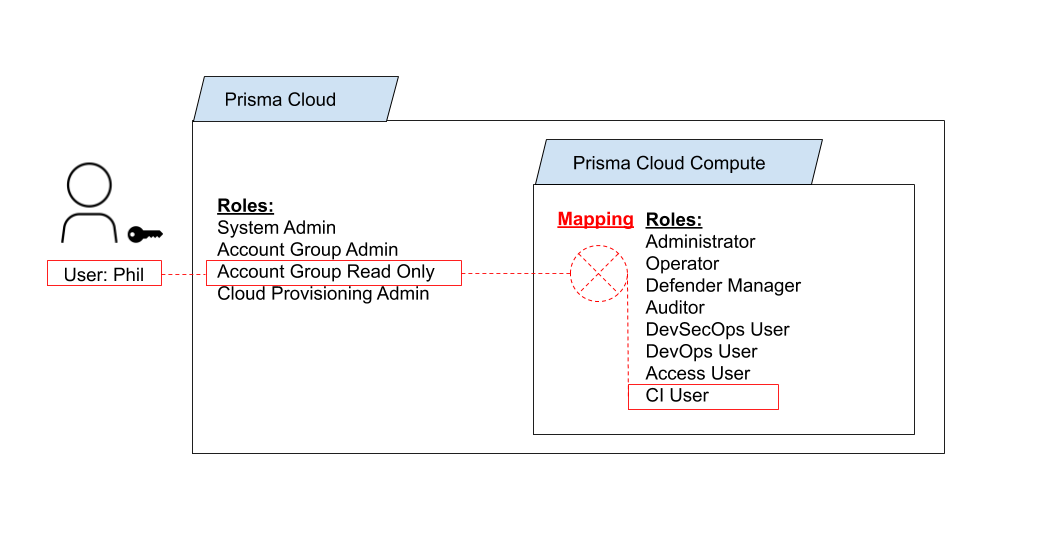 Prisma Cloud
Prisma Cloud Compute
User: Phil
Roles:
System Admin
Account Group Admin
Account Group Read Only
Cloud Provisioning Admin
Mapping
Roles:
Administrator
Operator
Defender Manager
Auditor
DevSecOps User
DevOps User
Access User
CI User